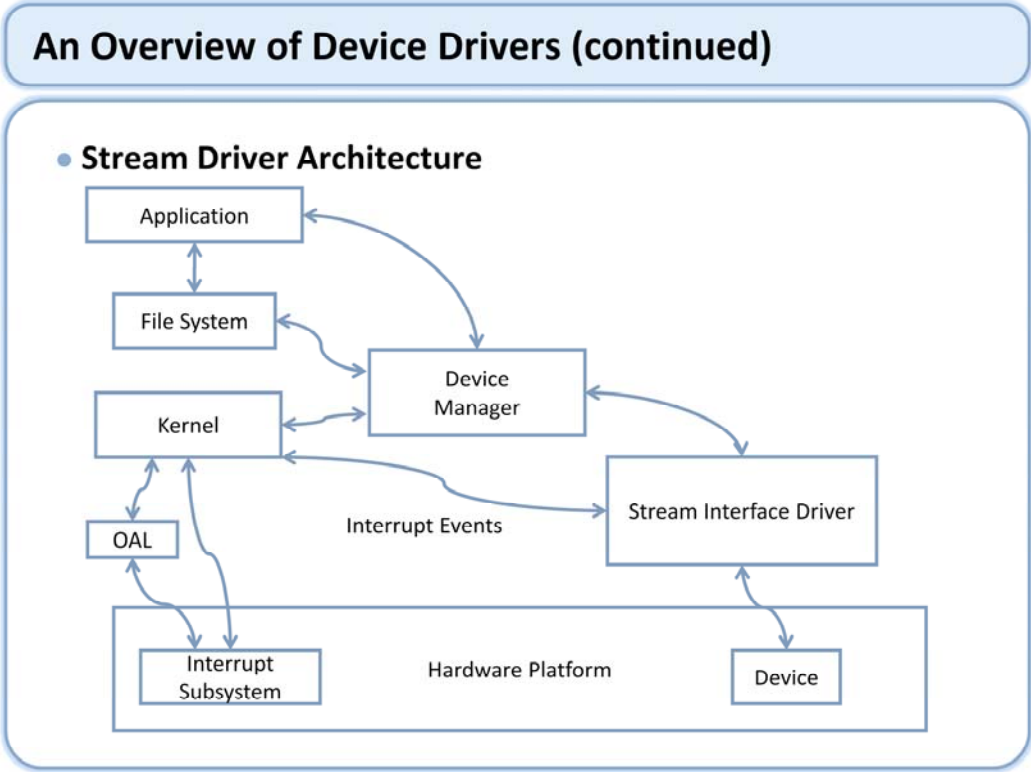 An Overview of Device Drivers (continued)
Stream Driver Architecture
Application
File System
Device
Manager
Kernel
Stream Interface Driver
Interrupt Events
OAL
Interrupt
Subsystem
Hardware Platform
Device